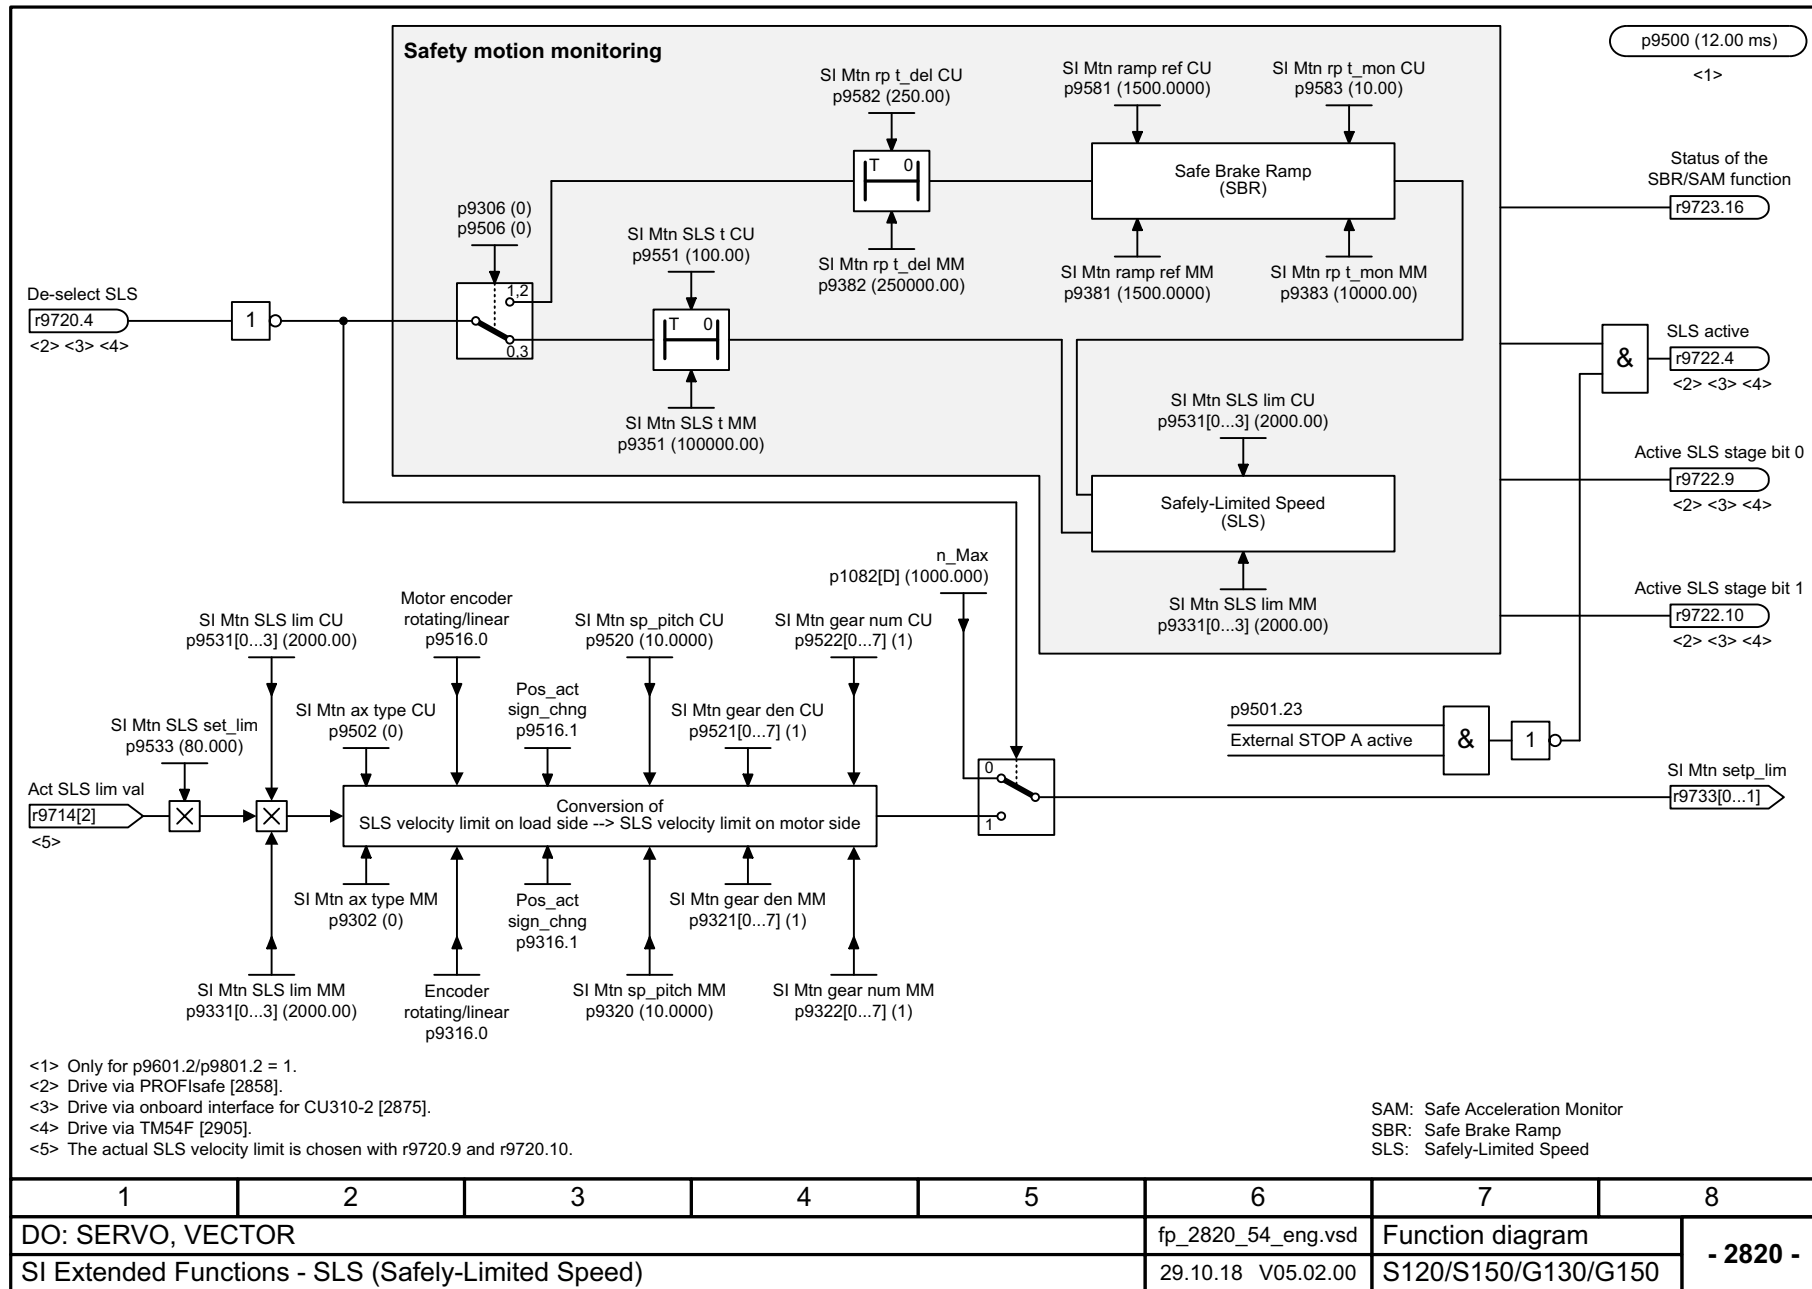 Safety motion monitoring
p9500 (12.00 ms)
<1>
SI Mtn rp t_del CU
p9582 (250.00)
SI Mtn ramp ref CU
p9581 (1500.0000)
SI Mtn rp t_mon CU
p9583 (10.00)
T 0
Safe Brake Ramp
(SBR)
Status of the
SBR/SAM function
r9723.16
p9306 (0)
p9506 (0)
SI Mtn SLS t CU
p9551 (100.00)
SI Mtn rp t_del MM
p9382 (250000.00)
SI Mtn ramp ref MM
p9381 (1500.0000)
SI Mtn rp t_mon MM
p9383 (10000.00)
De-select SLS
r9720.4
<2> <3> <4>
1
1,2
0,3
T 0
SI Mtn SLS t MM
p9351 (100000.00)
SLS active
&
r9722.4
<2> <3> <4>
SI Mtn SLS lim CU
p9531[0...3] (2000.00)
Safely-Limited Speed
(SLS)
SI Mtn SLS lim MM
p9331[0...3] (2000.00)
Active SLS stage bit 0
r9722.9
<2> <3> <4>
Active SLS stage bit 1
r9722.10
<2> <3> <4>
n_Max
p1082[D] (1000.000)
SI Mtn SLS lim CU
p9531[0...3] (2000.00)
Motor encoder
rotating/linear
p9516.0
SI Mtn sp_pitch CU
p9520 (10.0000)
SI Mtn gear num CU
p9522[0...7] (1)
SI Mtn SLS set_lim
p9533 (80.000)
SI Mtn ax type CU
p9502 (0)
Pos_act
sign_chng
p9516.1
SI Mtn gear den CU
p9521[0...7] (1)
p9501.23
External STOP A active
&
1
Act SLS lim val
r9714[2]
<5>
Conversion of
SLS velocity limit on load side --> SLS velocity limit on motor side
0
1
SI Mtn setp_lim
r9733[0...1]
SI Mtn ax type MM
p9302 (0)
Pos_act
sign_chng
p9316.1
SI Mtn gear den MM
p9321[0...7] (1)
SI Mtn SLS lim MM
p9331[0...3] (2000.00)
Encoder
rotating/linear
p9316.0
SI Mtn sp_pitch MM
p9320 (10.0000)
SI Mtn gear num MM
p9322[0...7] (1)
<1> Only for p9601.2/p9801.2 = 1.
<2> Drive via PROFIsafe [2858].
<3> Drive via onboard interface for CU310-2 [2875].
<4> Drive via TM54F [2905].
<5> The actual SLS velocity limit is chosen with r9720.9 and r9720.10.
SAM: Safe Acceleration Monitor
SBR: Safe Brake Ramp
SLS: Safely-Limited Speed
1 2 3 4 5 6 7 8
DO: SERVO, VECTOR
fp_2820_54_eng.vsd
Function diagram
- 2820 -
SI Extended Functions - SLS (Safely-Limited Speed)
29.10.18 V05.02.00
S120/S150/G130/G150